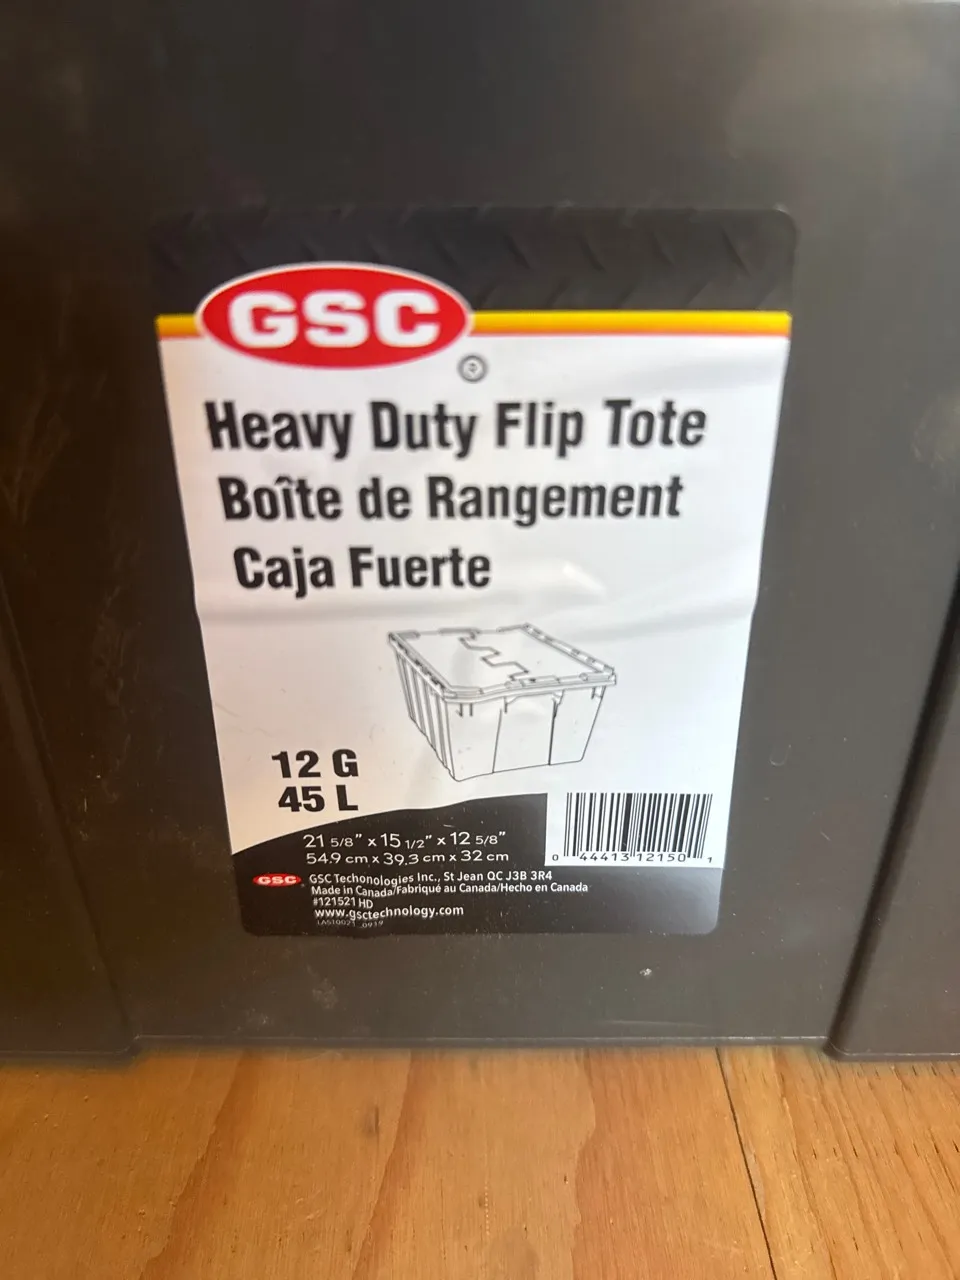 GSC
®
Heavy Duty Flip Tote
Boîte de Rangement
Caja Fuerte
12 G
45 L
21 5/8" x 15 1/2" x 12 5/8"
54.9 cm x 39.3 cm x 32 cm
0 44413 12150 1
GSC GSC Techonologies Inc., St Jean QC J3B 3R4
Made in Canada/Fabriqué au Canada/Hecho en Canada
#121521 HD
www.gsctechnology.com